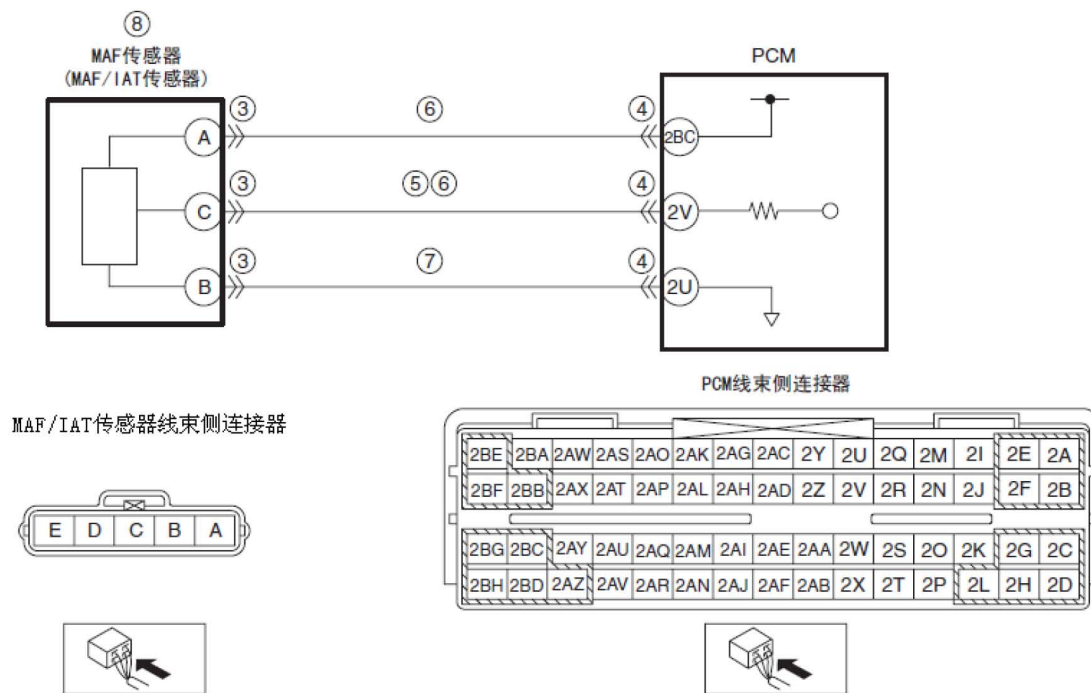 ⑧
MAF传感器
(MAF/IAT传感器)
PCM
③ ⑥ ④
A 2BC
③ ⑤⑥ ④
C 2V
③ ⑦ ④
B 2U
PCM线束侧连接器
MAF/IAT传感器线束侧连接器
2BE 2BA 2AW 2AS 2AO 2AK 2AG 2AC 2Y 2U 2Q 2M 2I 2E 2A
2BF 2BB 2AX 2AT 2AP 2AL 2AH 2AD 2Z 2V 2R 2N 2J 2F 2B
E D C B A
2BG 2BC 2AY 2AU 2AQ 2AM 2AI 2AE 2AA 2W 2S 2O 2K 2G 2C
2BH 2BD 2AZ 2AV 2AR 2AN 2AJ 2AF 2AB 2X 2T 2P 2L 2H 2D